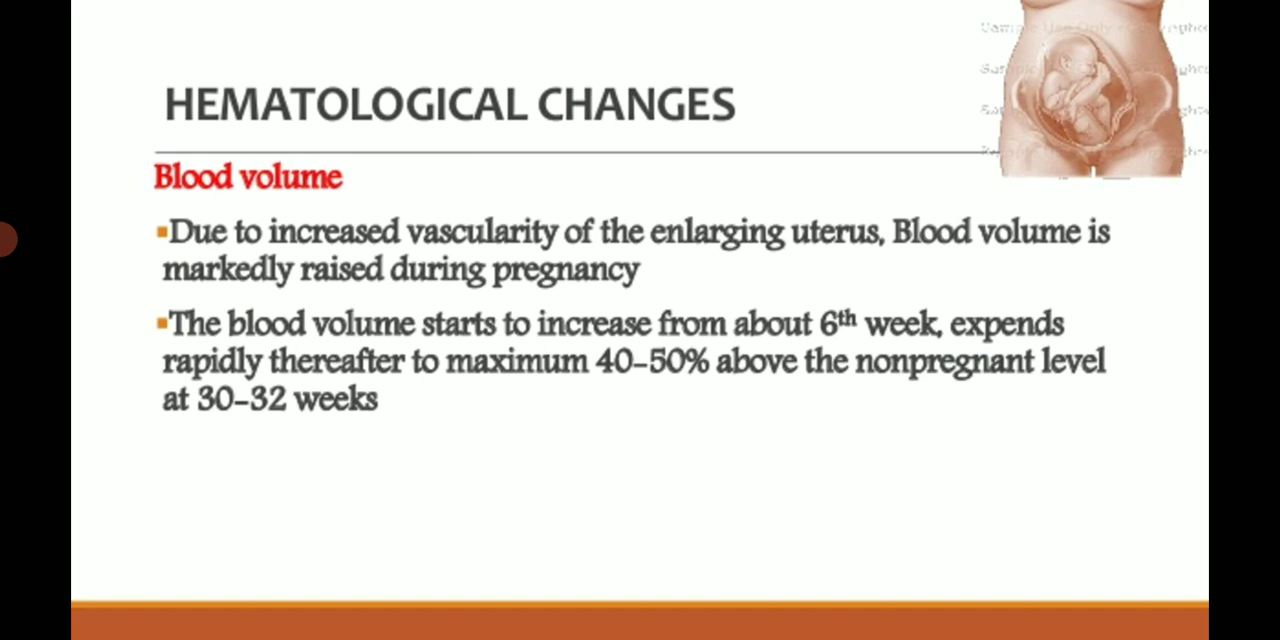 HEMATOLOGICAL CHANGES
Blood volume
▪Due to increased vascularity of the enlarging uterus, Blood volume is
markedly raised during pregnancy
▪The blood volume starts to increase from about 6th week, expends
rapidly thereafter to maximum 40-50% above the nonpregnant level
at 30-32 weeks